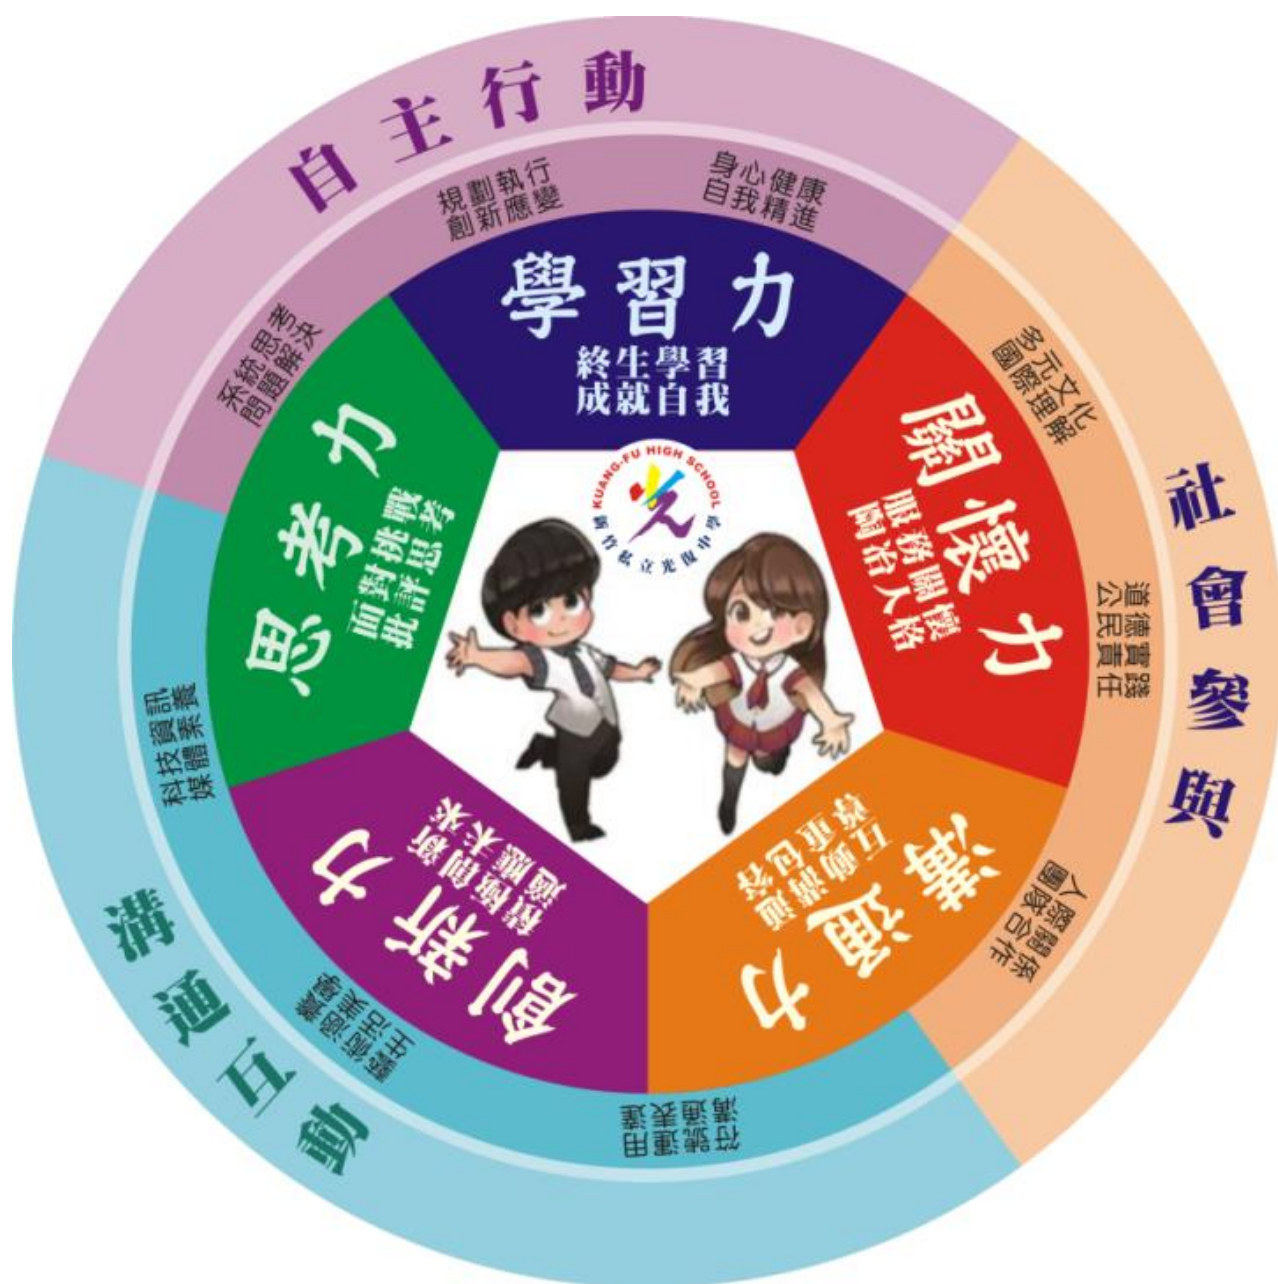 自主行動
規劃執行
創新應變
身心健康
自我精進
系統思考
問題解決
社會參與
多元文化
國際理解
道德實踐
公民責任
人際關係
團隊合作
溝通互動
科技資訊
媒體素養
藝術涵養
生活美學
符號運用
溝通表達
學習力
終生學習
成就自我
關懷力
服務關懷
陶冶人格
溝通力
互動溝通
尊重包容
創新力
積極創新
適應未來
思考力
面對挑戰
批評思考
KUANG-FU HIGH SCHOOL
新竹私立光復中學